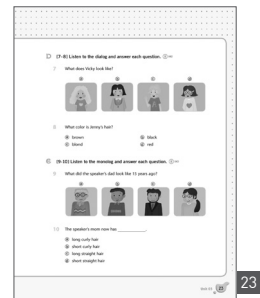 D [7-8] Listen to the dialog and answer each question.
7 What does Vicky look like?
ⓐ ⓑ ⓒ ⓓ
8 What color is Jenny's hair?
ⓐ brown ⓑ black
ⓒ blond ⓓ red
E [9-10] Listen to the monolog and answer each question.
9 What did the speaker's dad look like 15 years ago?
ⓐ ⓑ ⓒ ⓓ
10 The speaker's mom now has ____________.
ⓐ long curly hair
ⓑ short curly hair
ⓒ long straight hair
ⓓ short straight hair
23
23